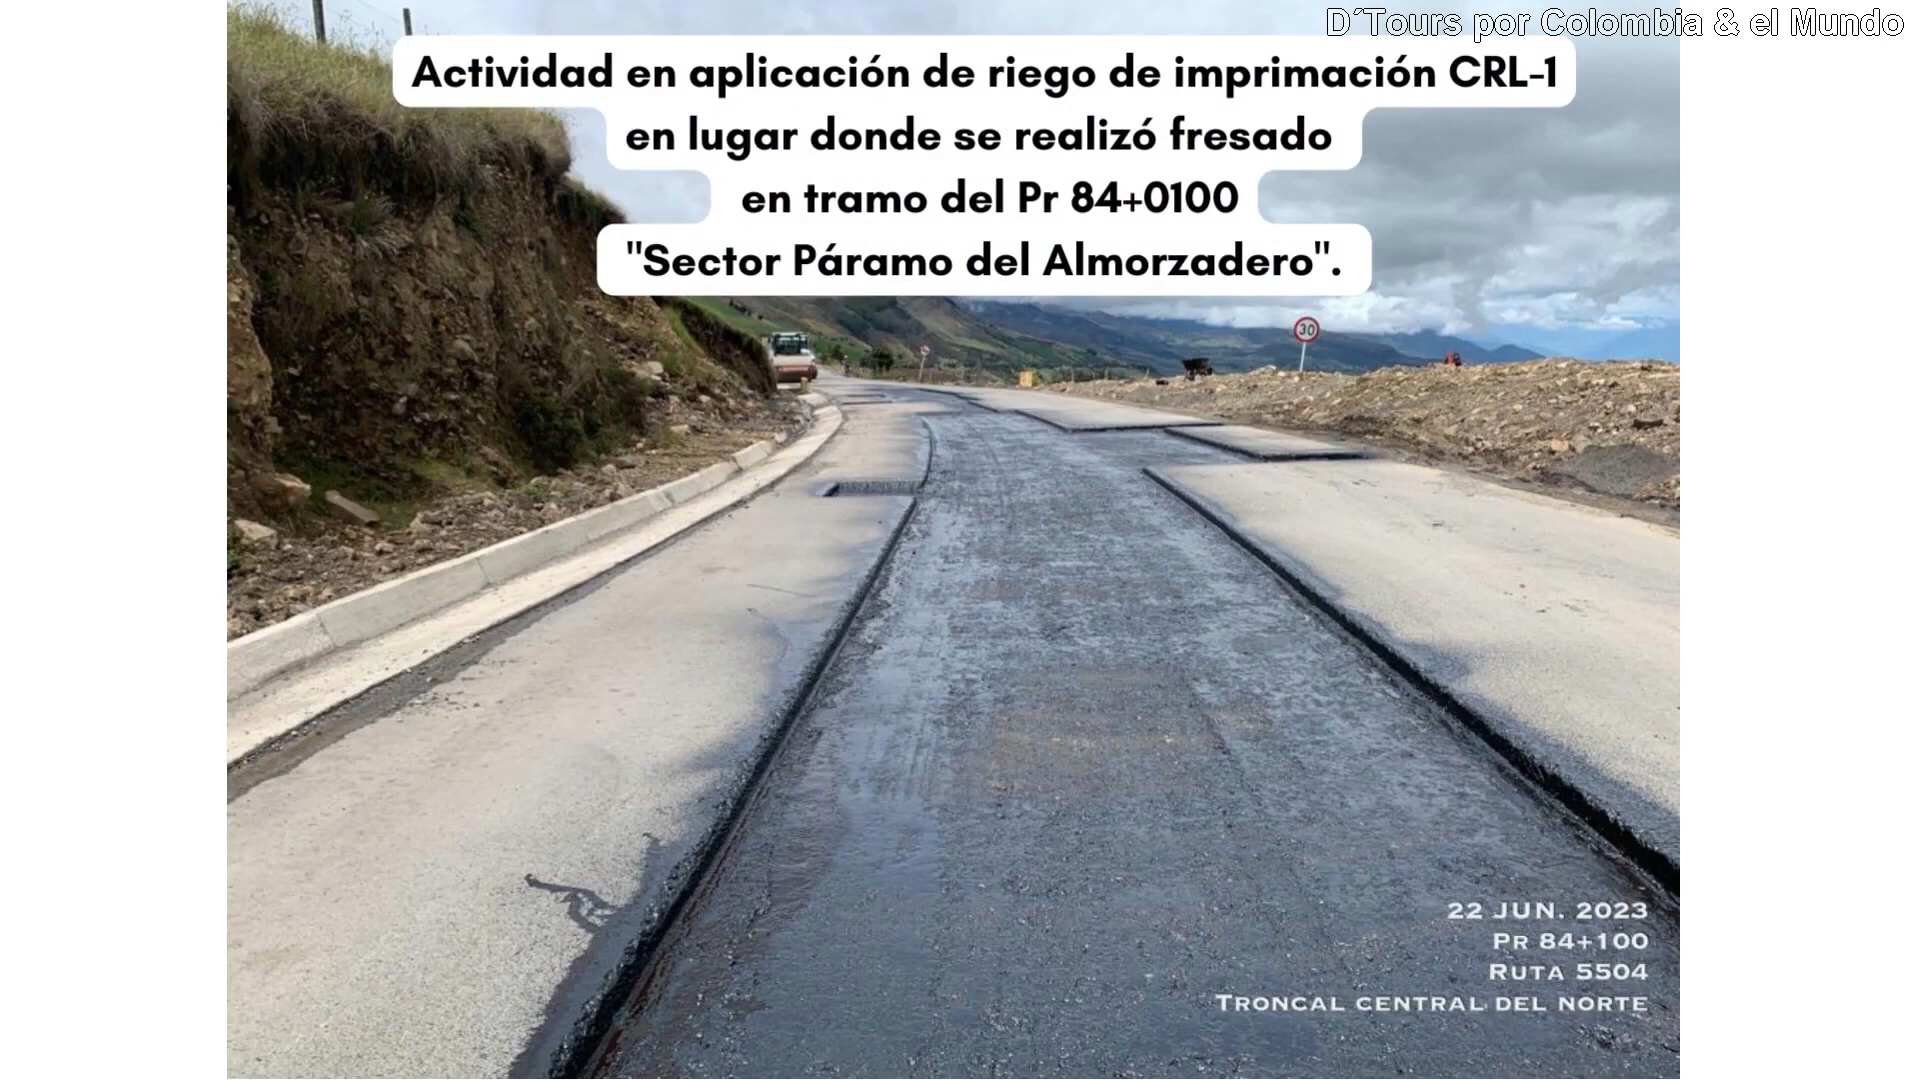 D´Tours por Colombia & el Mundo
Actividad en aplicación de riego de imprimación CRL-1
en lugar donde se realizó fresado
en tramo del Pr 84+0100
"Sector Páramo del Almorzadero".
30
22 JUN. 2023
Pr 84+100
Ruta 5504
Troncal central del norte